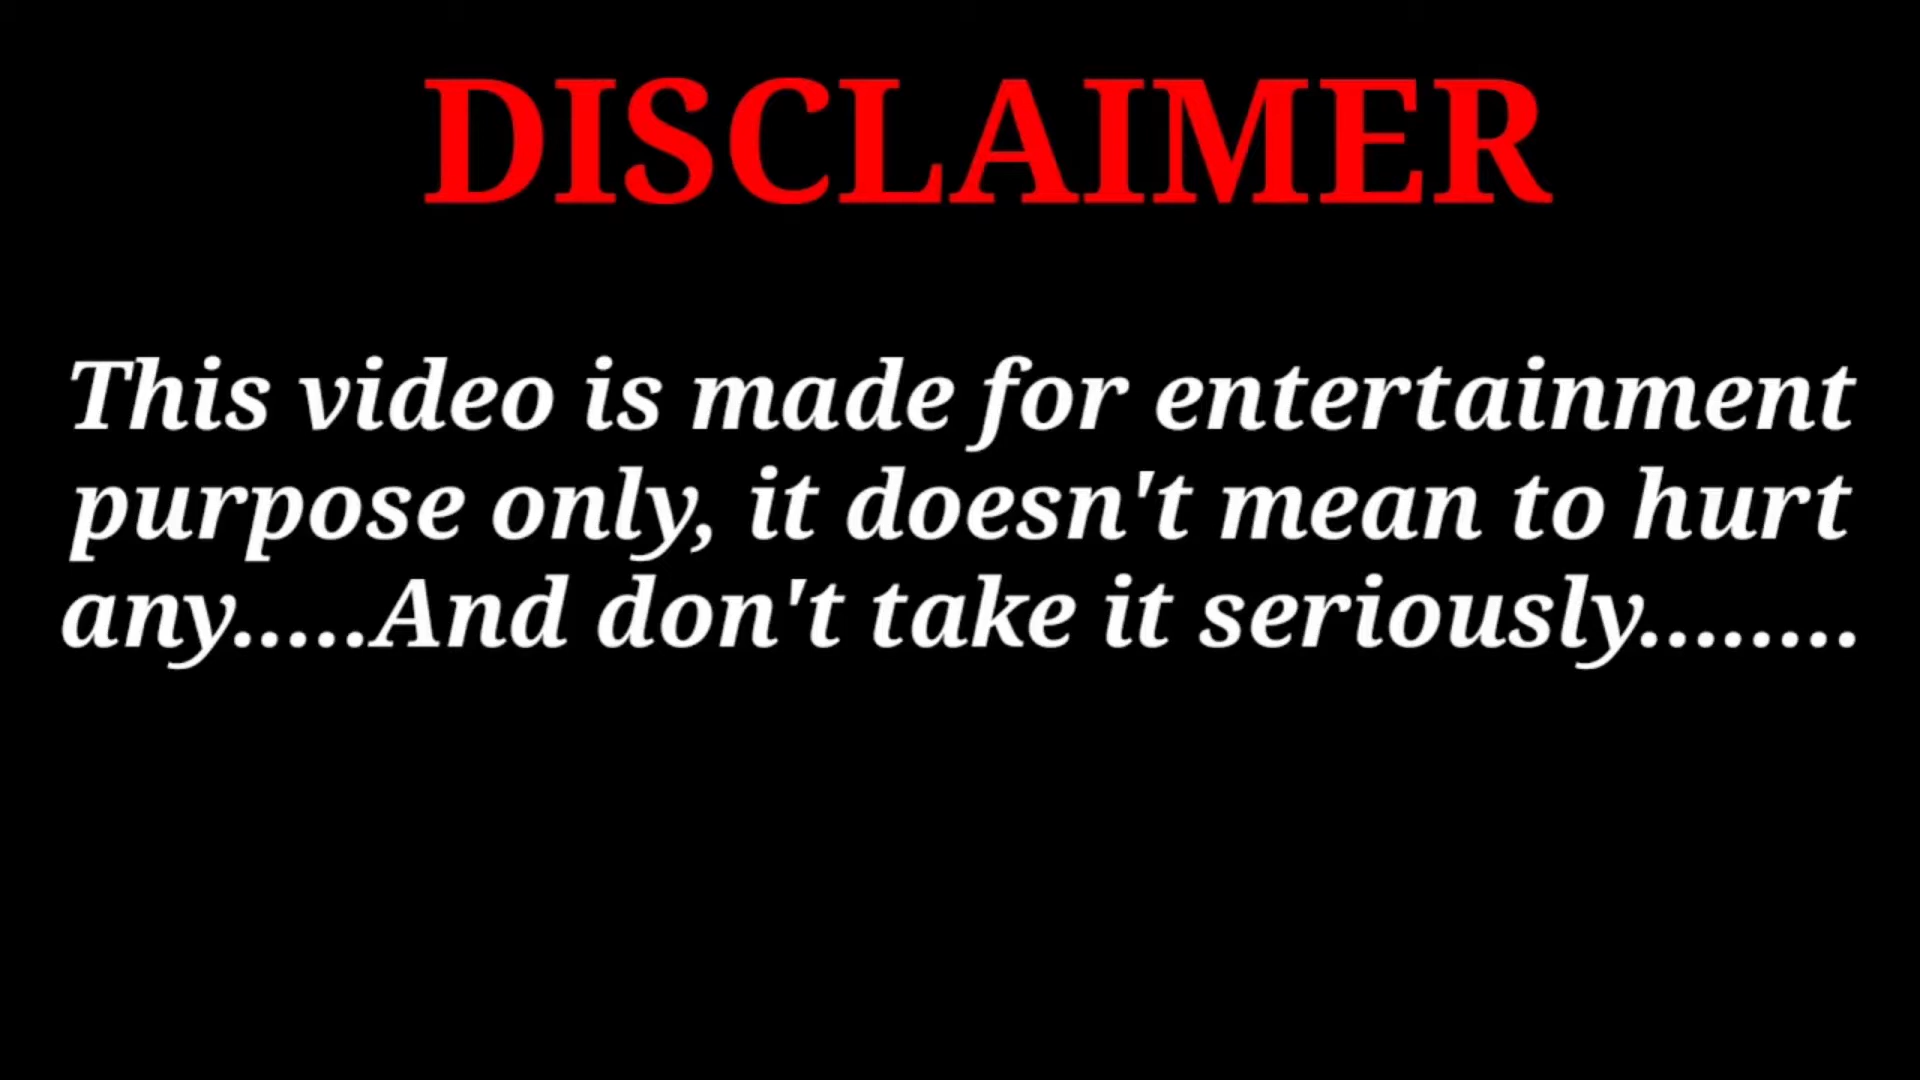 DISCLAIMER
This video is made for entertainment
purpose only, it doesn't mean to hurt
any.....And don't take it seriously........